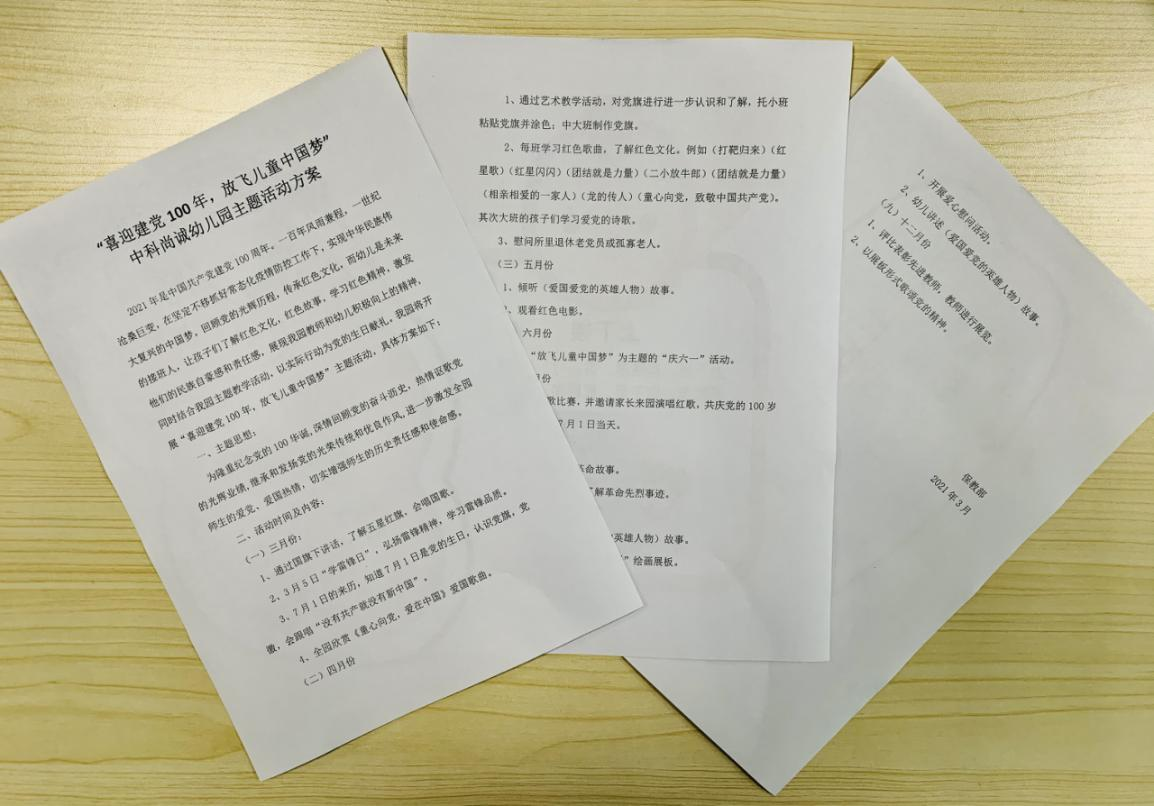 “喜迎建党 100 年，放飞儿童中国梦”
中科尚诚幼儿园主题活动方案
2021 年是中国共产党建党 100 周年。一百年风雨兼程，一世纪
沧桑巨变，在坚定不移抓好常态化疫情防控工作下，实现中华民族伟
大复兴的中国梦。回顾党的光辉历程，传承红色文化，而幼儿是未来
的接班人，让孩子们了解红色文化，红色故事，学习红色精神，激发
他们的民族自豪感和责任感，展现我园教师和幼儿积极向上的精神，
同时结合我园主题教学活动，以实际行动为党的生日献礼，我园将开
展“喜迎建党 100 年，放飞儿童中国梦”主题活动，具体方案如下：
一、主题思想：
为隆重纪念党的 100 华诞,深情回顾党的奋斗历史，热情讴歌党
的光辉业绩,继承和发扬党的光荣传统和优良作风,进一步激发全园
师生的爱党、爱国热情，切实增强师生的历史责任感和使命感。
二、活动时间及内容：
（一）三月份：
1、通过国旗下讲话，了解五星红旗、会唱国歌。
2、3 月 5 日“学雷锋日”，弘扬雷锋精神，学习雷锋品质。
3、7 月 1 日的来历，知道 7 月 1 日是党的生日，认识党旗，党
徽，会跟唱“没有共产就没有新中国”。
4、全园欣赏《童心向党，爱在中国》爱国歌曲。
（二）四月份
1、通过艺术教学活动，对党旗进行进一步认识和了解，托小班
粘贴党旗并涂色；中大班制作党旗。
2、每班学习红色歌曲，了解红色文化。例如（打靶归来）（红
星歌）（红星闪闪）（团结就是力量）（二小放牛郎）（团结就是力量）
（相亲相爱的一家人）（龙的传人）（童心向党，致敬中国共产党）。
其次大班的孩子们学习爱党的诗歌。
3、慰问所里退休老党员或孤寡老人。
（三）五月份
1、倾听（爱国爱党的英雄人物）故事。
、观看红色电影。
六月份
“放飞儿童中国梦”为主题的“庆六一”活动。
月份
歌比赛，并邀请家长来园演唱红歌，共庆党的 100 岁
7 月 1 日当天。
革命故事。
了解革命先烈事迹。
的英雄人物）故事。
”绘画展板。
1、开展爱心慰问活动。
2、幼儿讲述（爱国爱党的英雄人物）故事。
（九）十二月份
1、评比表彰先进教师，教师进行展览。
2、以展板形式歌颂党的精神。
保教部
2021 年 3 月